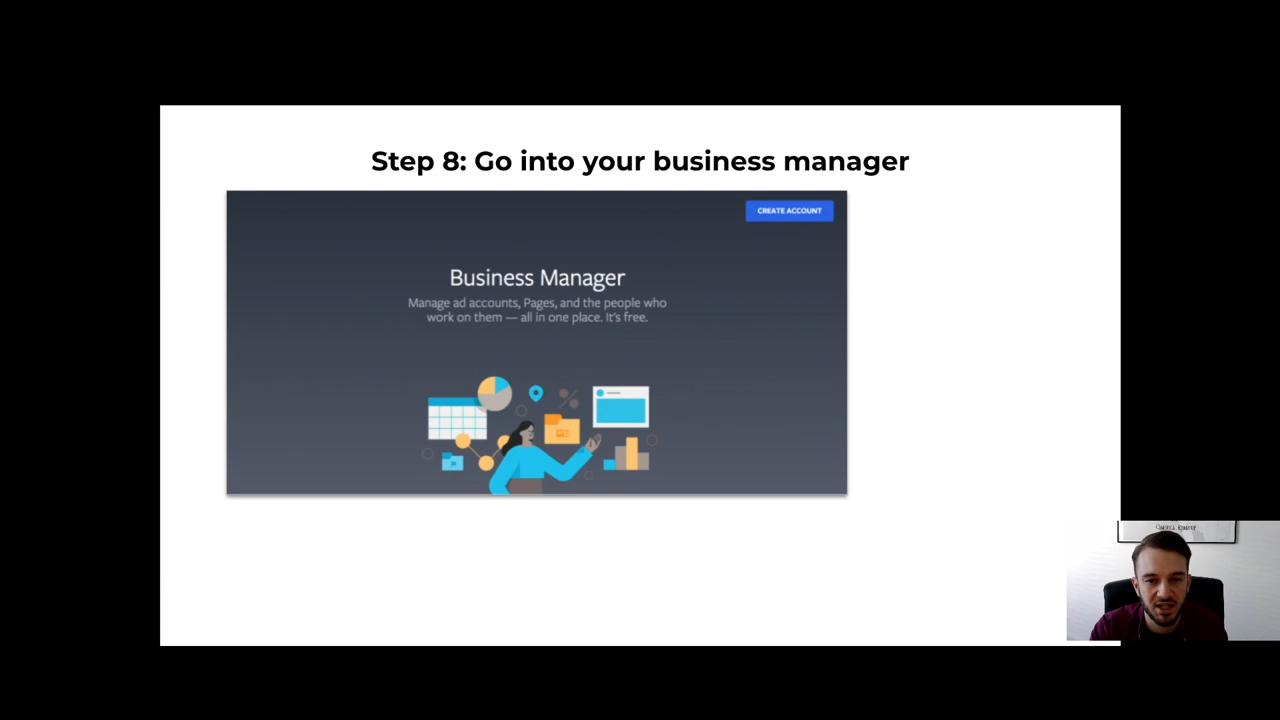 Step 8: Go into your business manager
CREATE ACCOUNT
Business Manager
Manage ad accounts, Pages, and the people who
work on them — all in one place. It's free.